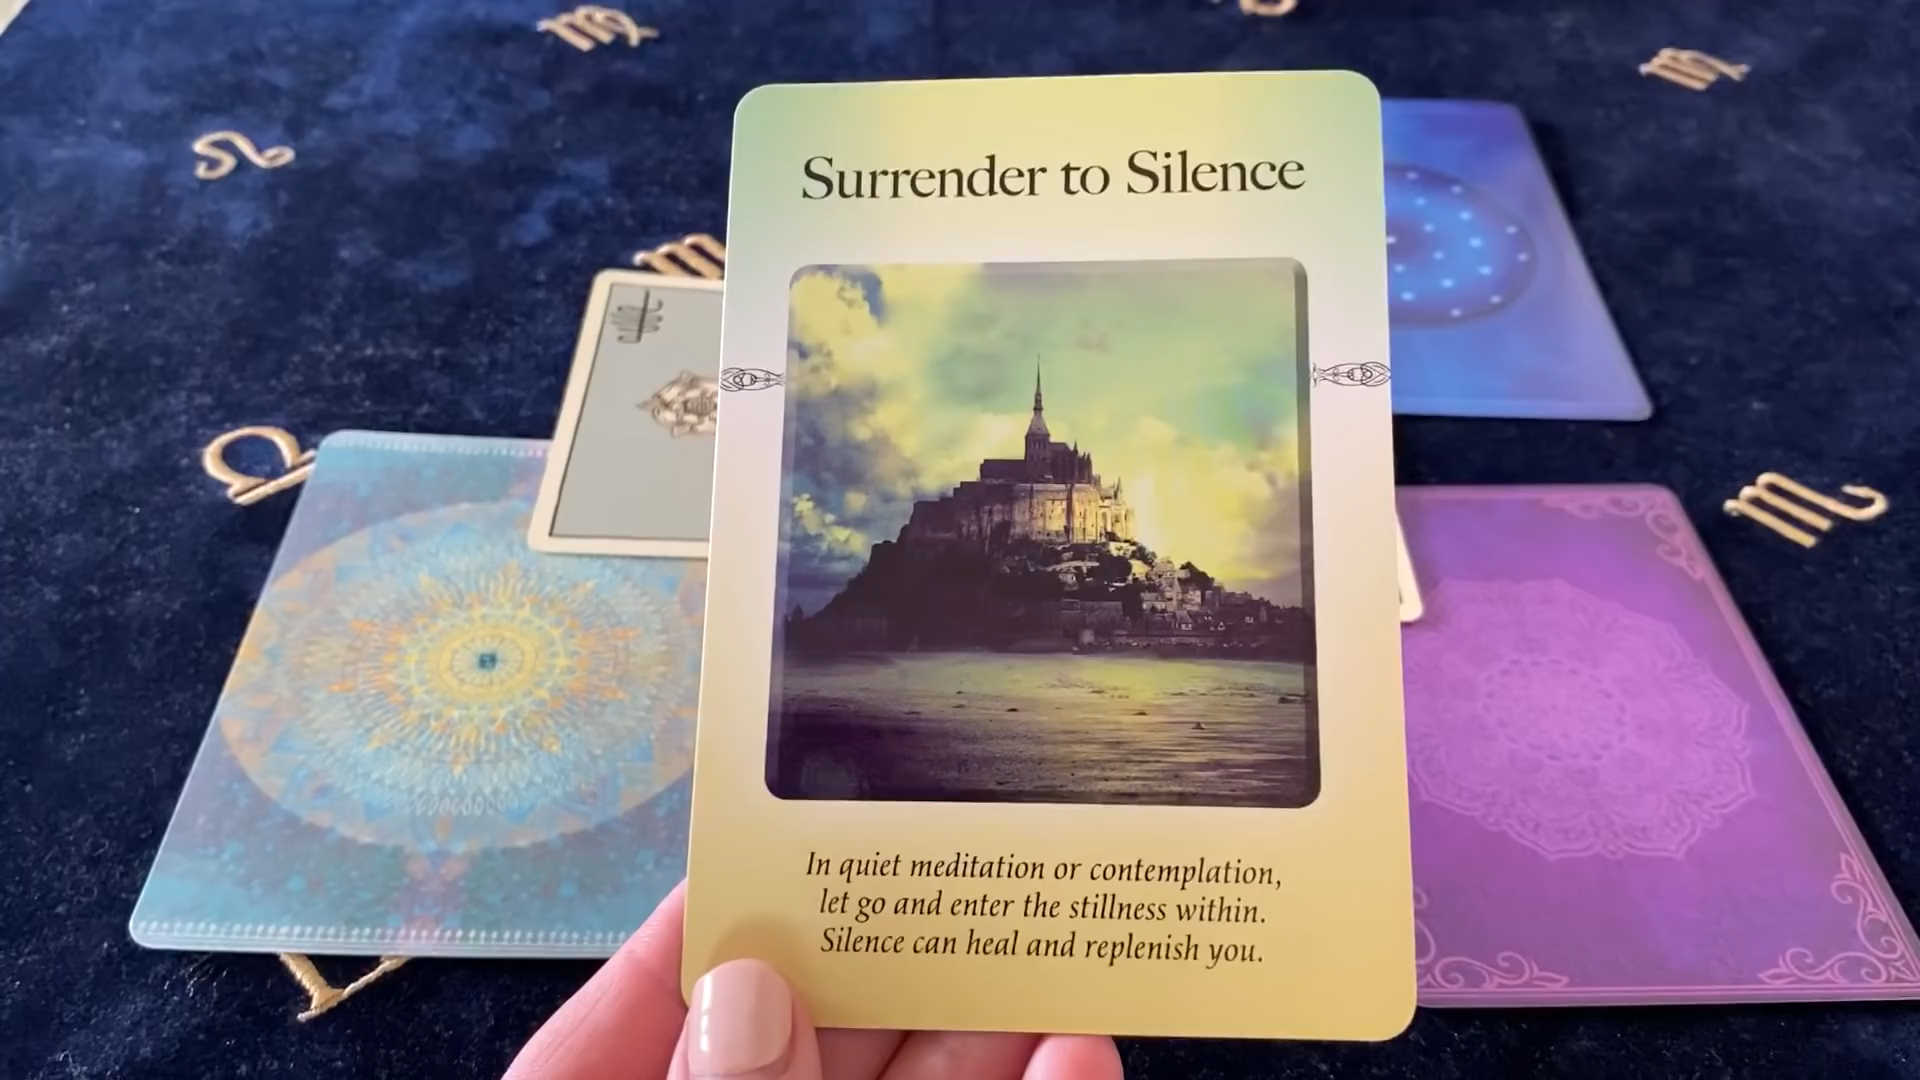 Surrender to Silence
In quiet meditation or contemplation,
let go and enter the stillness within.
Silence can heal and replenish you.